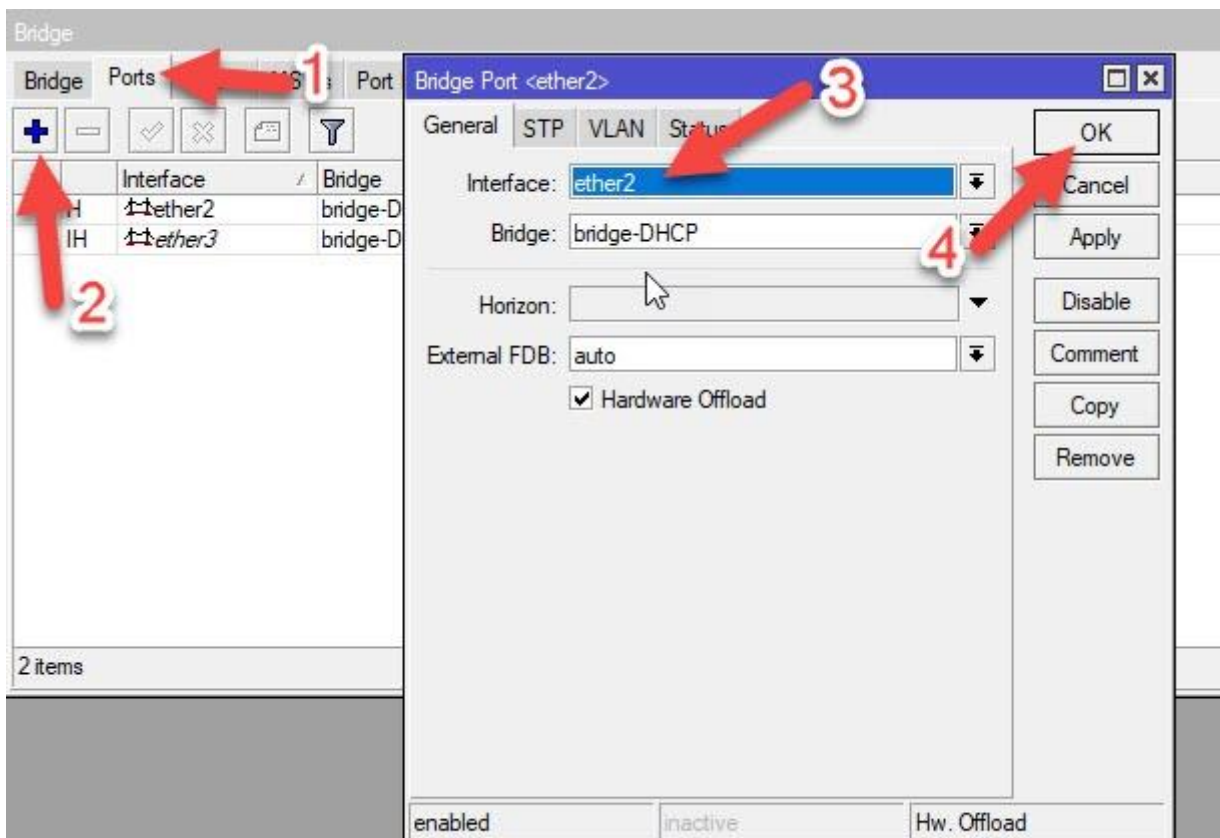 Bridge
Bridge Ports Port
1
Interface Bridge
H ether2 bridge-D
IH ether3 bridge-D
2
2 items
Bridge Port <ether2>
3
General STP VLAN Status
Interface: ether2
Bridge: bridge-DHCP
Horizon:
External FDB: auto
Hardware Offload
OK
Cancel
4
Apply
Disable
Comment
Copy
Remove
enabled inactive Hw. Offload